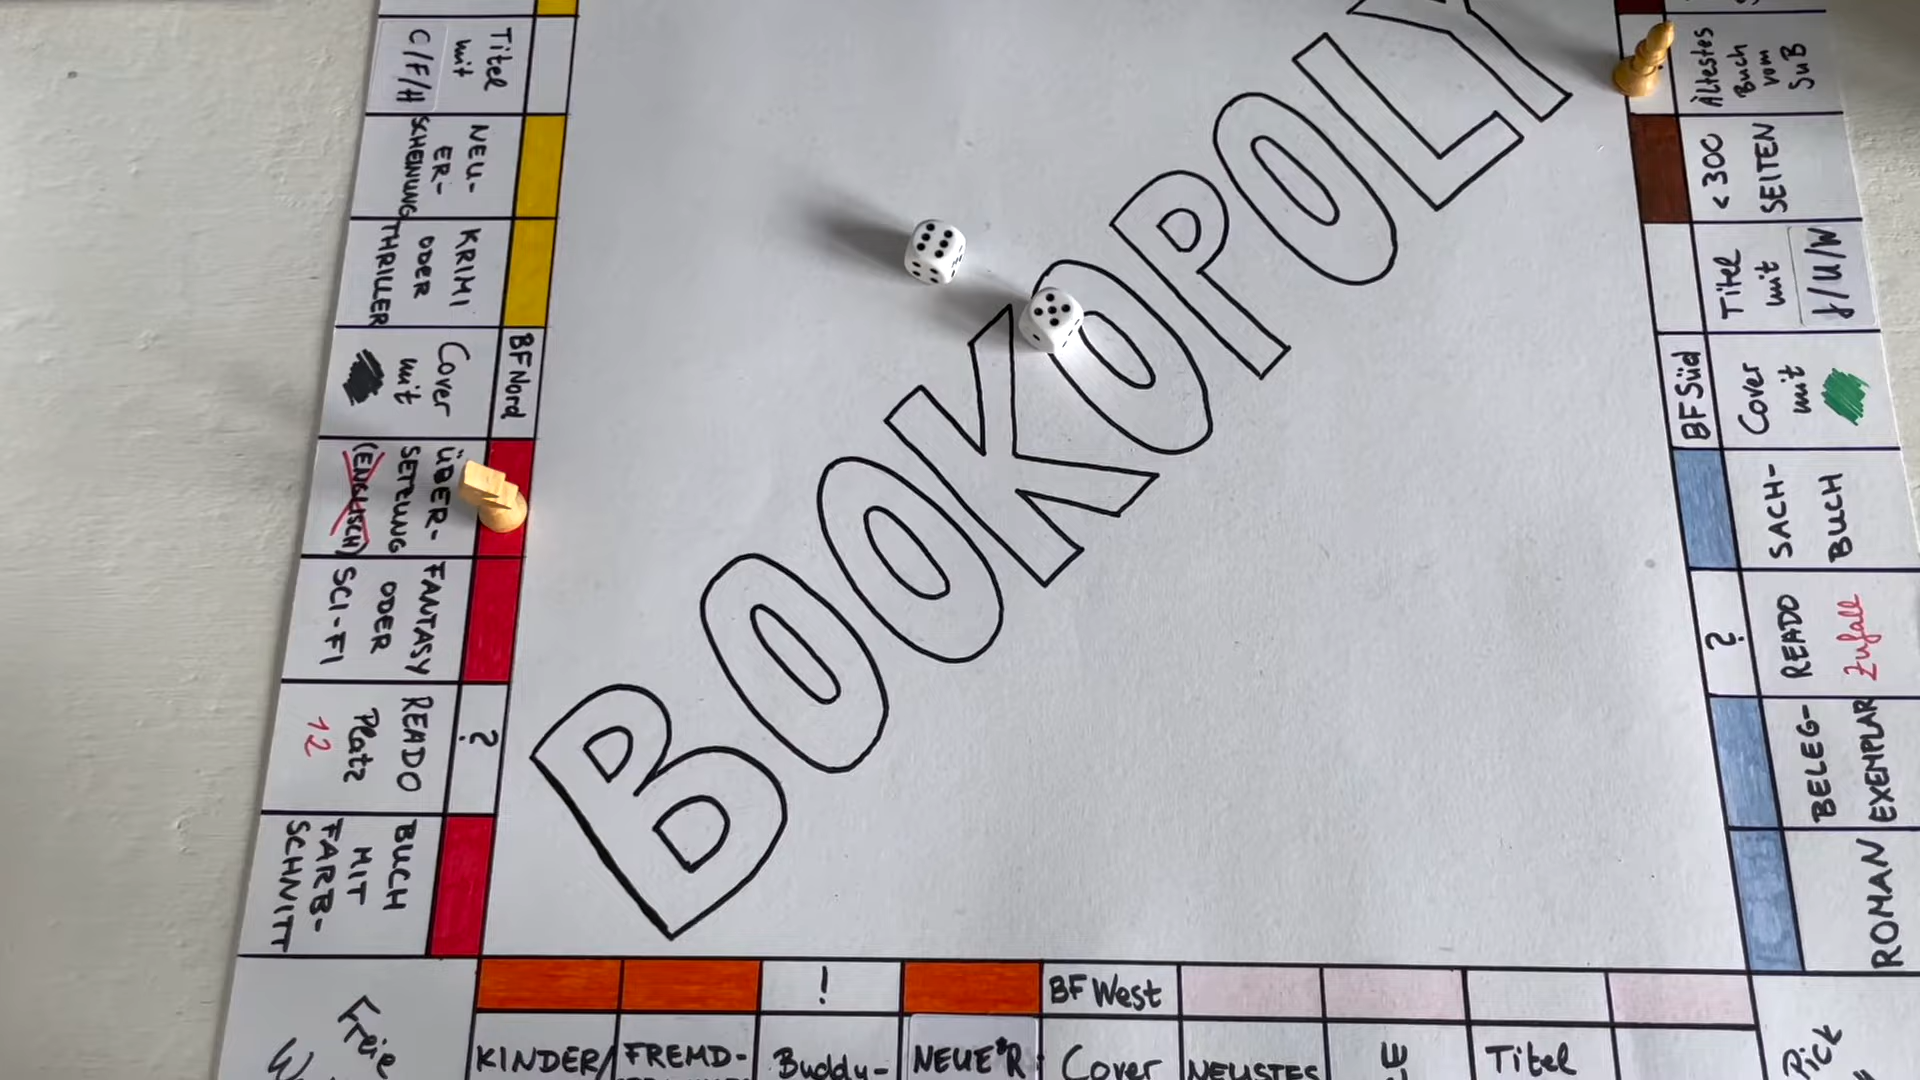 BOOKOPOLY
Titel
mit
C/F/H
NEU-
ER-
SCHEINUNG
KRIMI
ODER
THRILLER
BF Nord
Cover
mit
ÜBER-
SETZUNG
(ENGLISCH)
FANTASY
ODER
SCI-FI
?
READO
Platz
12
BUCH
MIT
FARB-
SCHNITT
Freie
KINDER/
FREMD-
!
Buddy-
NEUE*R
BF West
Cover
NEUSTES
Titel
Pick
ROMAN
BELEG-
EXEMPLAR
?
READO
Zufall
SACH-
BUCH
BF Süd
Cover
mit
Titel
mit
J/U/W
<300
SEITEN
Ältestes
Buch
vom
SuB